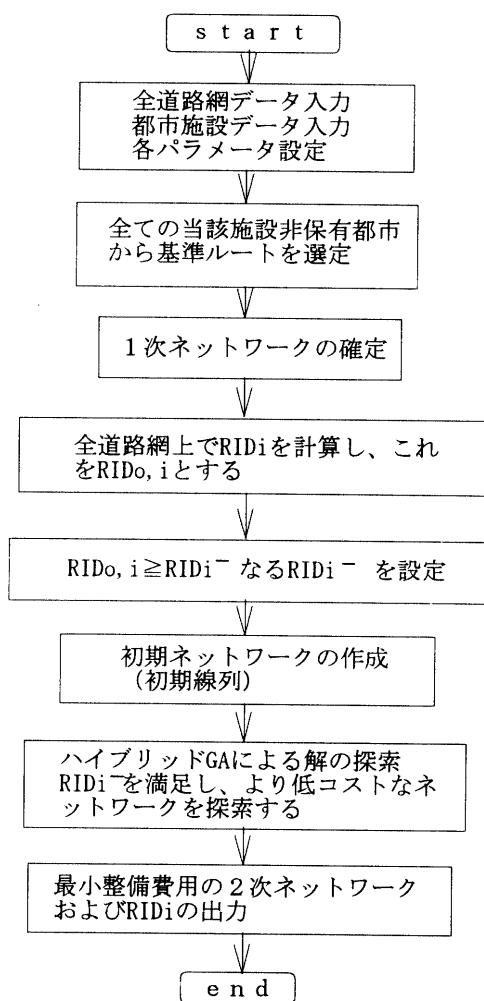 start
全道路網データ入力
都市施設データ入力
各パラメータ設定
全ての当該施設非保有都市
から基準ルートを選定
1次ネットワークの確定
全道路網上でRIDiを計算し、これ
をRIDo,iとする
RIDo,i≧RIDi⁻ なるRIDi⁻ を設定
初期ネットワークの作成
(初期線列)
ハイブリッドGAによる解の探索
RIDi⁻を満足し、より低コストなネ
ットワークを探索する
最小整備費用の2次ネットワーク
およびRIDiの出力
end